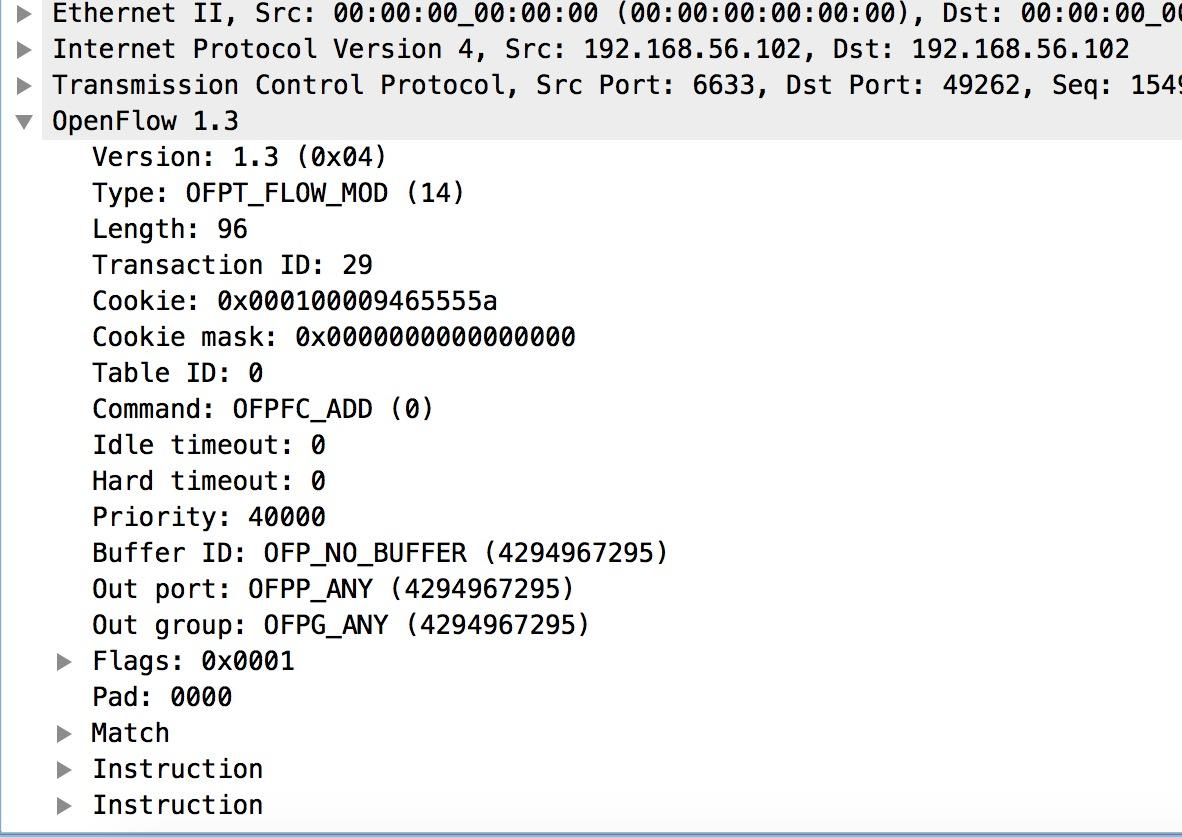 Ethernet II, Src: 00:00:00_00:00:00 (00:00:00:00:00:00), Dst: 00:00:00_00
Internet Protocol Version 4, Src: 192.168.56.102, Dst: 192.168.56.102
Transmission Control Protocol, Src Port: 6633, Dst Port: 49262, Seq: 1549
OpenFlow 1.3
Version: 1.3 (0x04)
Type: OFPT_FLOW_MOD (14)
Length: 96
Transaction ID: 29
Cookie: 0x000100009465555a
Cookie mask: 0x0000000000000000
Table ID: 0
Command: OFPFC_ADD (0)
Idle timeout: 0
Hard timeout: 0
Priority: 40000
Buffer ID: OFP_NO_BUFFER (4294967295)
Out port: OFPP_ANY (4294967295)
Out group: OFPG_ANY (4294967295)
Flags: 0x0001
Pad: 0000
Match
Instruction
Instruction